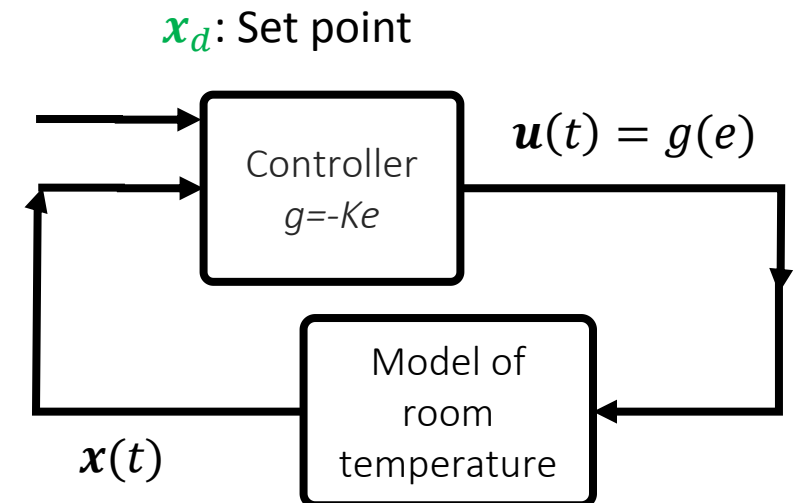 x_d: Set point
Controller
g=-Ke
u(t) = g(e)
Model of
room
temperature
x(t)